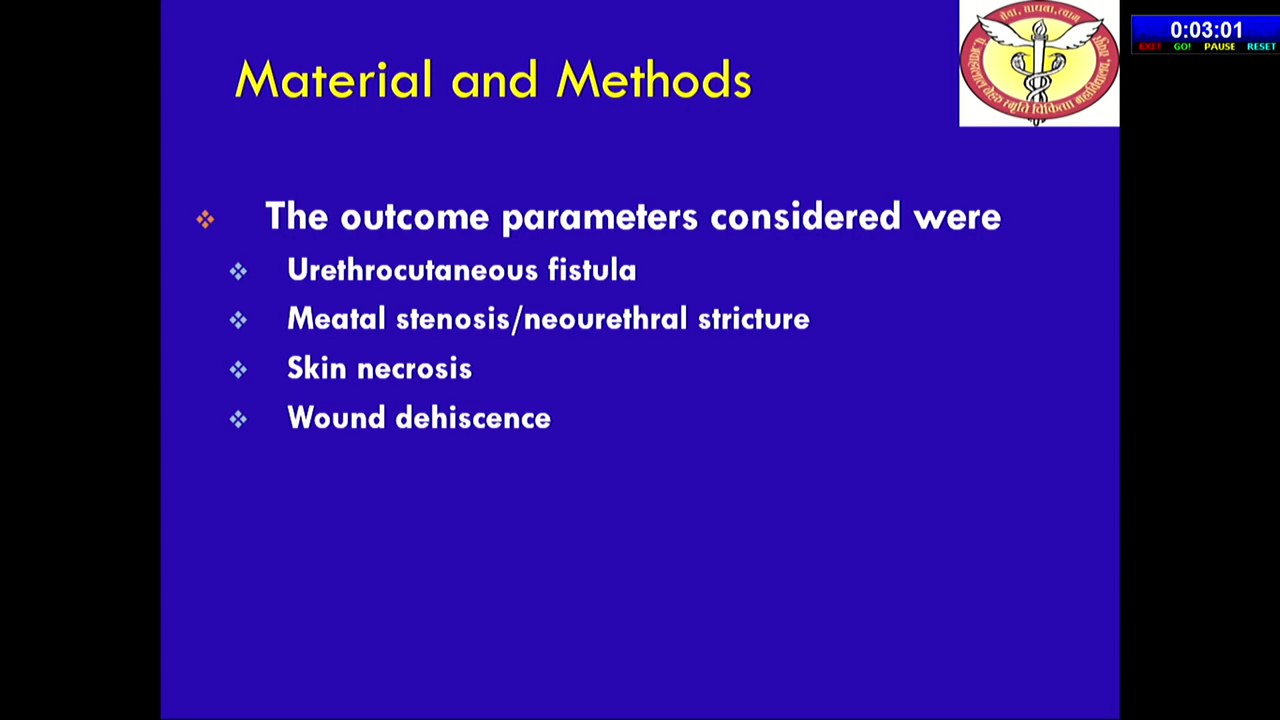 सेवा, साधना, त्याग
0:03:01
EXIT GO! PAUSE RESET
Material and Methods
The outcome parameters considered were
Urethrocutaneous fistula
Meatal stenosis/neourethral stricture
Skin necrosis
Wound dehiscence